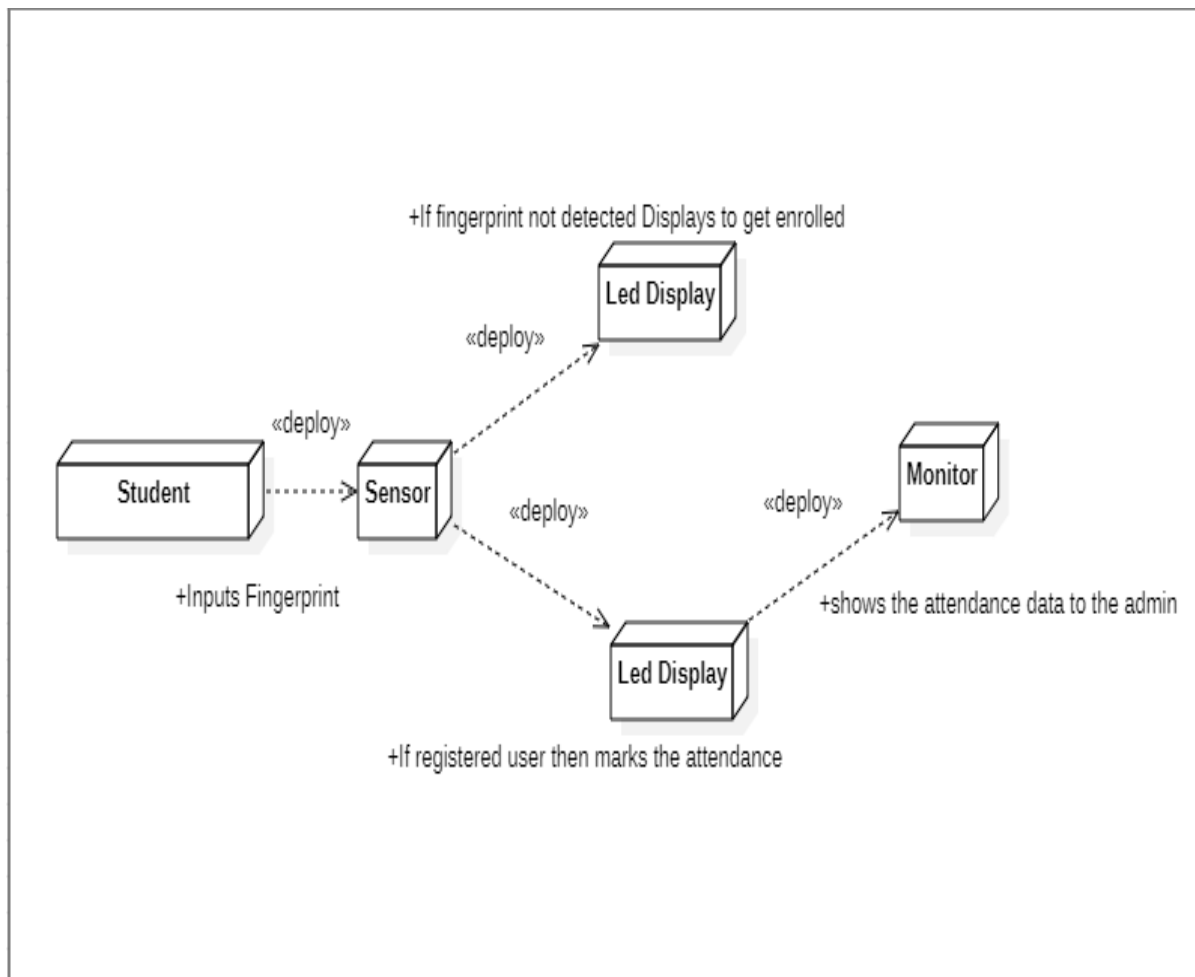 +If fingerprint not detected Displays to get enrolled
Led Display
«deploy»
«deploy»
Student
Sensor
Monitor
«deploy»
«deploy»
+Inputs Fingerprint
+shows the attendance data to the admin
Led Display
+If registered user then marks the attendance